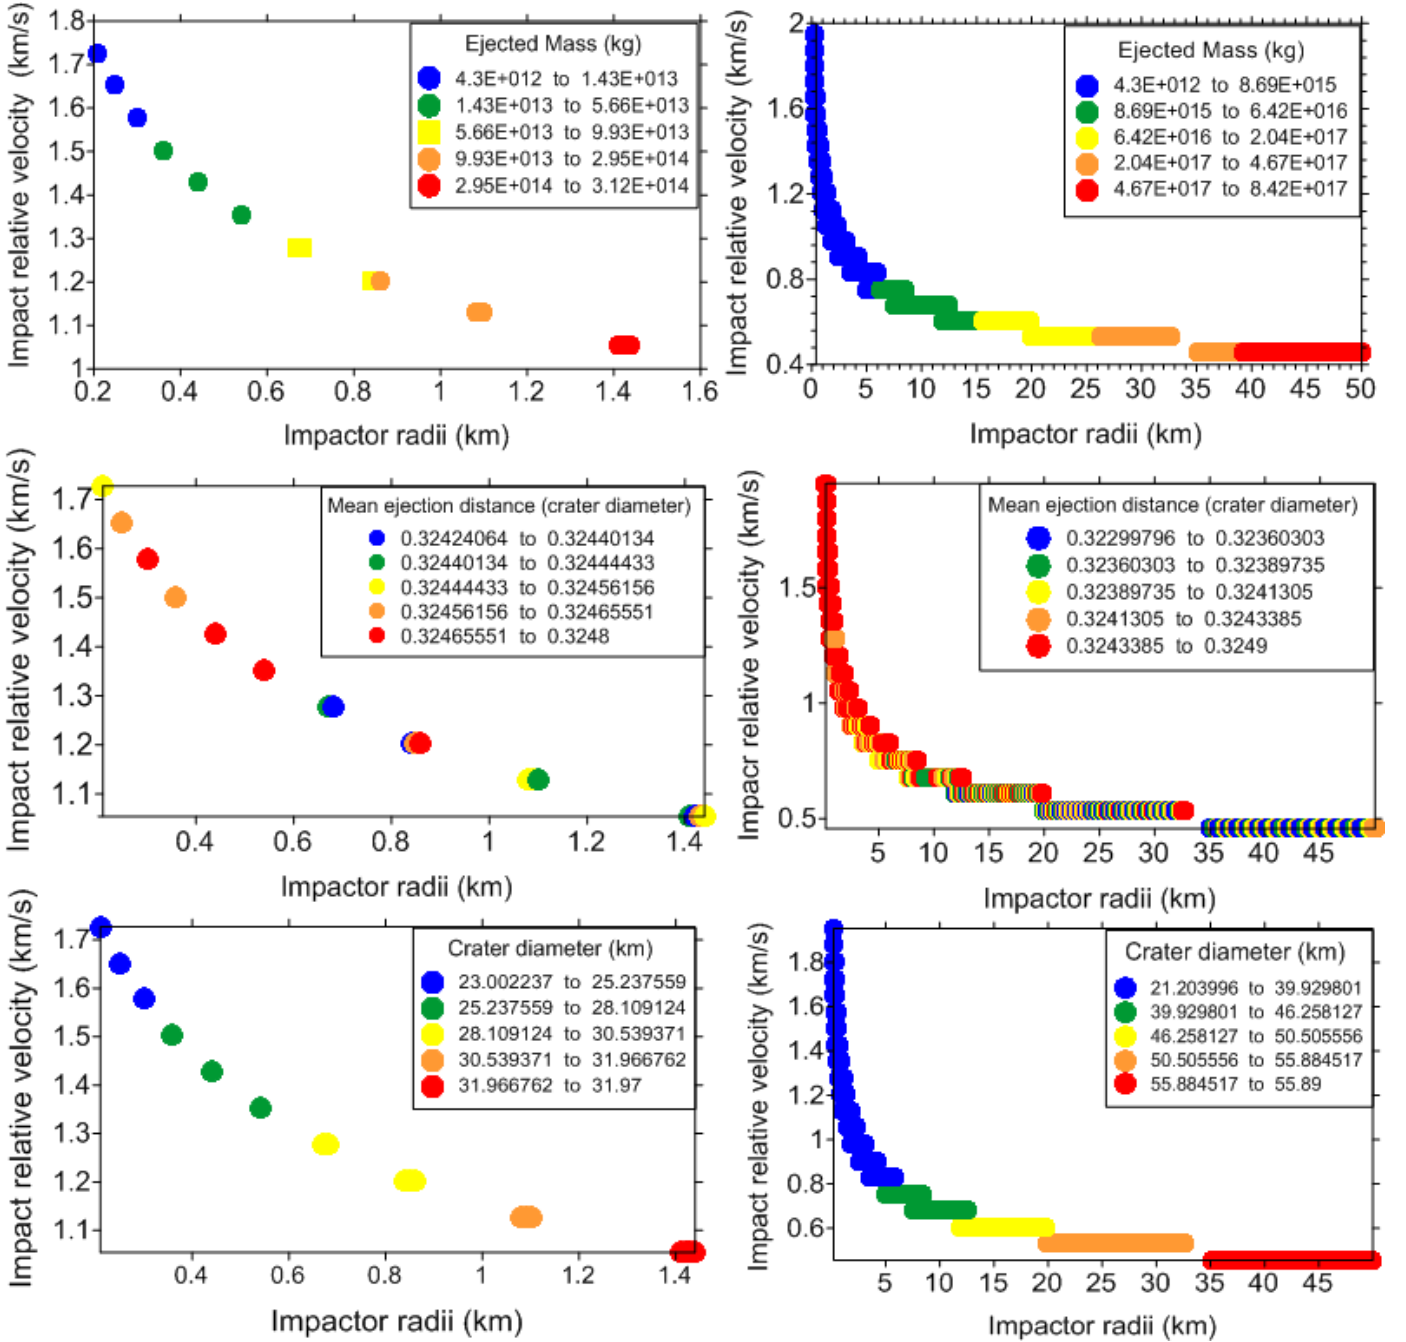 Impact relative velocity (km/s)
1.8
1.7
1.6
1.5
1.4
1.3
1.2
1.1
1
0.2
0.4
0.6
0.8
1
1.2
1.4
1.6
Impactor radii (km)
Ejected Mass (kg)
4.3E+012 to 1.43E+013
1.43E+013 to 5.66E+013
5.66E+013 to 9.93E+013
9.93E+013 to 2.95E+014
2.95E+014 to 3.12E+014
Impact relative velocity (km/s)
2
1.6
1.2
0.8
0.4
0
5
10
15
20
25
30
35
40
45
50
Impactor radii (km)
Ejected Mass (kg)
4.3E+012 to 8.69E+015
8.69E+015 to 6.42E+016
6.42E+016 to 2.04E+017
2.04E+017 to 4.67E+017
4.67E+017 to 8.42E+017
Impact relative velocity (km/s)
1.7
1.6
1.5
1.4
1.3
1.2
1.1
0.4
0.6
0.8
1
1.2
1.4
Impactor radii (km)
Mean ejection distance (crater diameter)
0.32424064 to 0.32440134
0.32440134 to 0.32444433
0.32444433 to 0.32456156
0.32456156 to 0.32465551
0.32465551 to 0.3248
Impacr relative velocity (km/s)
1.5
1
0.5
5
10
15
20
25
30
35
40
45
Impactor radii (km)
Mean ejection distance (crater diameter)
0.32299796 to 0.32360303
0.32360303 to 0.32389735
0.32389735 to 0.3241305
0.3241305 to 0.3243385
0.3243385 to 0.3249
Impact relative velocity (km/s)
1.7
1.6
1.5
1.4
1.3
1.2
1.1
0.4
0.6
0.8
1
1.2
1.4
Impactor radii (km)
Crater diameter (km)
23.002237 to 25.237559
25.237559 to 28.109124
28.109124 to 30.539371
30.539371 to 31.966762
31.966762 to 31.97
Impact relative velocity (km/s)
1.8
1.6
1.4
1.2
1
0.8
0.6
5
10
15
20
25
30
35
40
45
Impactor radii (km)
Crater diameter (km)
21.203996 to 39.929801
39.929801 to 46.258127
46.258127 to 50.505556
50.505556 to 55.884517
55.884517 to 55.89